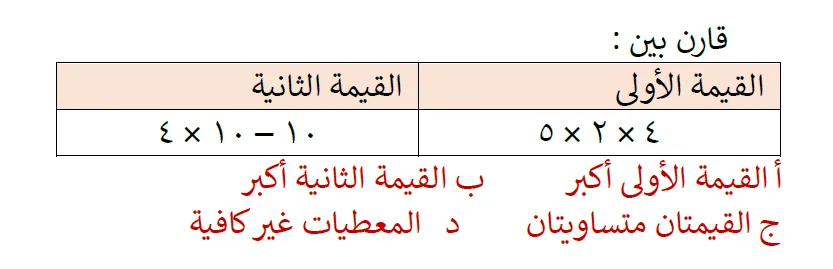 قارن بين :
القيمة الأولى القيمة الثانية
٤ × ٢ × ٥ ١٠ – ١٠ × ٤
أ القيمة الأولى أكبر ب القيمة الثانية أكبر
ج القيمتان متساويتان د المعطيات غير كافية